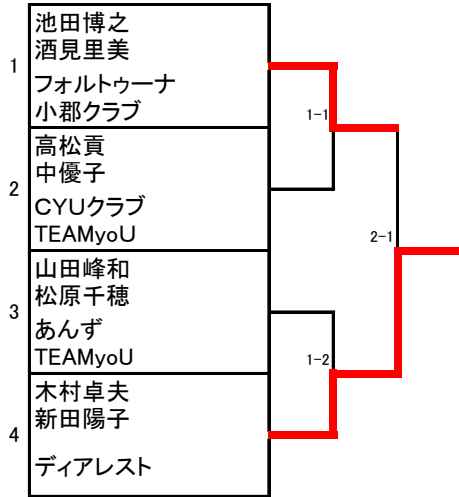 1
池田博之
酒見里美
フォルトゥーナ
小郡クラブ
2
高松貢
中優子
CYUクラブ
TEAMyoU
3
山田峰和
松原千穂
あんず
TEAMyoU
4
木村卓夫
新田陽子
ディアレスト
1-1
1-2
2-1